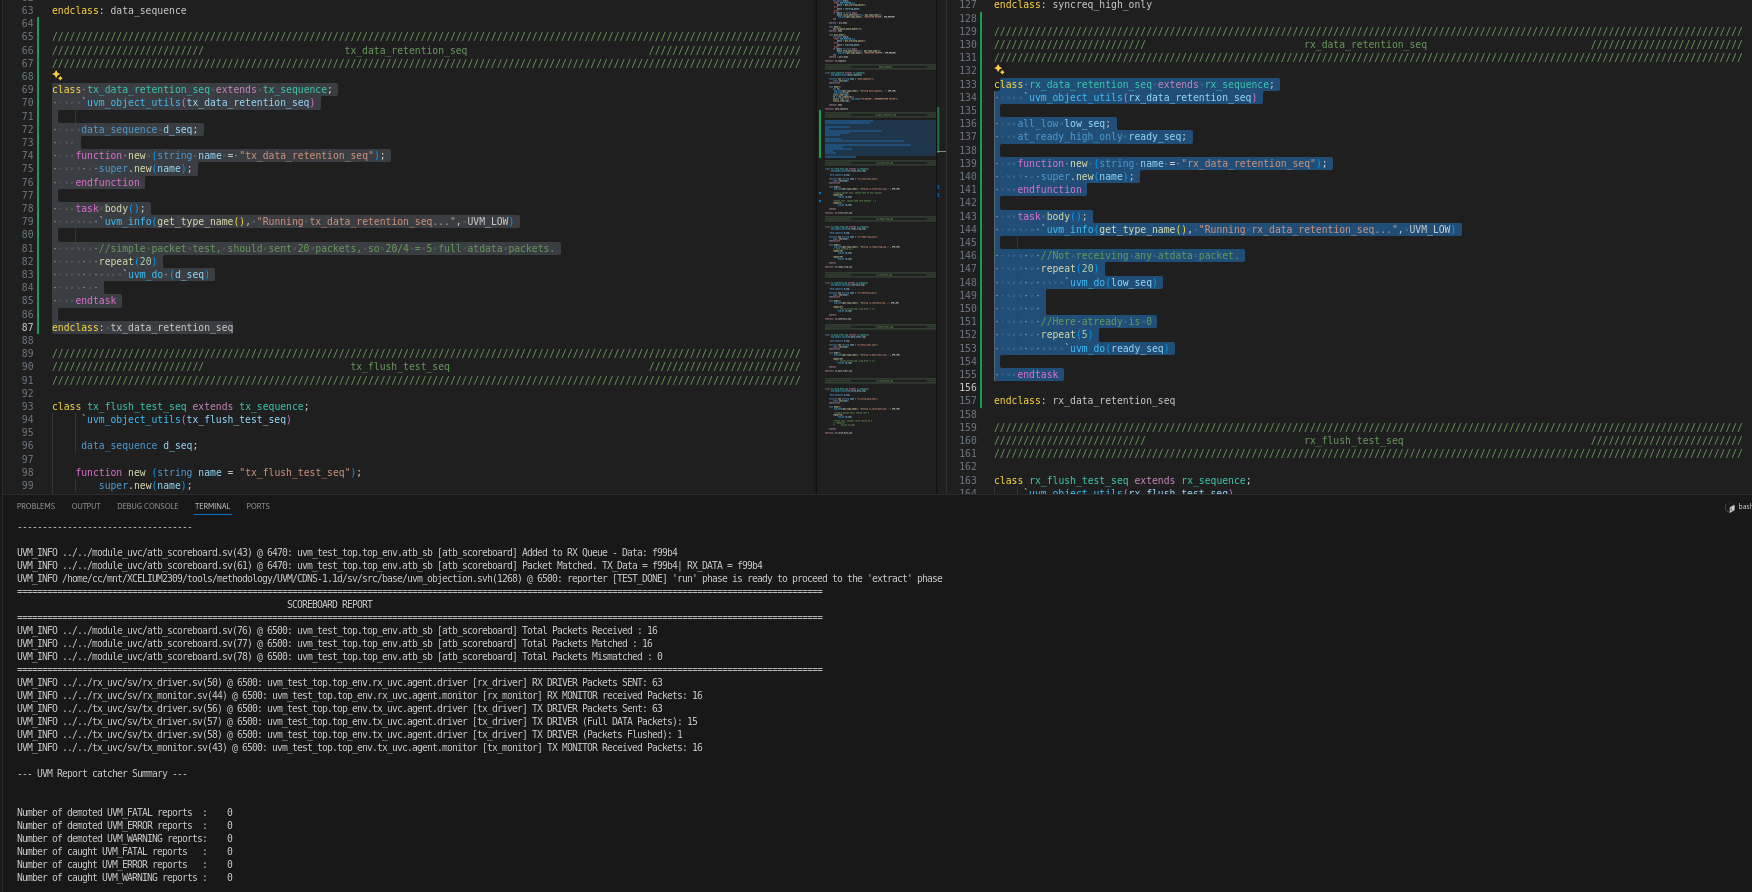 63 endclass: data_sequence
64
65 ////////////////////////////////////////////////////////////////////////////////////////////////////////////////////////////////
66 ////////////////////////// tx_data_retention_seq //////////////////////////
67 ////////////////////////////////////////////////////////////////////////////////////////////////////////////////////////////////
68
69 class tx_data_retention_seq extends tx_sequence;
70 `uvm_object_utils(tx_data_retention_seq)
71
72 data_sequence d_seq;
73
74 function new (string name = "tx_data_retention_seq");
75 super.new(name);
76 endfunction
77
78 task body();
79 `uvm_info(get_type_name(), "Running tx_data_retention_seq...", UVM_LOW)
80
81 //simple packet test, should sent 20 packets, so 20/4 = 5 full atdata packets.
82 repeat(20)
83 `uvm_do (d_seq)
84
85 endtask
86
87 endclass: tx_data_retention_seq
88
89 ////////////////////////////////////////////////////////////////////////////////////////////////////////////////////////////////
90 ////////////////////////// tx_flush_test_seq //////////////////////////
91 ////////////////////////////////////////////////////////////////////////////////////////////////////////////////////////////////
92
93 class tx_flush_test_seq extends tx_sequence;
94 `uvm_object_utils(tx_flush_test_seq)
95
96 data_sequence d_seq;
97
98 function new (string name = "tx_flush_test_seq");
99 super.new(name);
127 endclass: syncreq_high_only
128
129 ////////////////////////////////////////////////////////////////////////////////////////////////////////////////////////////////
130 ////////////////////////// rx_data_retention_seq //////////////////////////
131 ////////////////////////////////////////////////////////////////////////////////////////////////////////////////////////////////
132
133 class rx_data_retention_seq extends rx_sequence;
134 `uvm_object_utils(rx_data_retention_seq)
135
136 all_low low_seq;
137 at_ready_high_only ready_seq;
138
139 function new (string name = "rx_data_retention_seq");
140 super.new(name);
141 endfunction
142
143 task body();
144 `uvm_info(get_type_name(), "Running rx_data_retention_seq...", UVM_LOW)
145
146 //Not receiving any atdata packet.
147 repeat(20)
148 `uvm_do(low_seq)
149
150
151 //Here atready is 0
152 repeat(5)
153 `uvm_do(ready_seq)
154
155 endtask
156
157 endclass: rx_data_retention_seq
158
159 ////////////////////////////////////////////////////////////////////////////////////////////////////////////////////////////////
160 ////////////////////////// rx_flush_test_seq //////////////////////////
161 ////////////////////////////////////////////////////////////////////////////////////////////////////////////////////////////////
162
163 class rx_flush_test_seq extends rx_sequence;
164 `uvm_object_utils(rx_flush_test_seq)
PROBLEMS OUTPUT DEBUG CONSOLE TERMINAL PORTS
bash
-----------------------------------
UVM_INFO ../../module_uvc/atb_scoreboard.sv(43) @ 6470: uvm_test_top.top_env.atb_sb [atb_scoreboard] Added to RX Queue - Data: f99b4
UVM_INFO ../../module_uvc/atb_scoreboard.sv(61) @ 6470: uvm_test_top.top_env.atb_sb [atb_scoreboard] Packet Matched. TX_Data = f99b4| RX_DATA = f99b4
UVM_INFO /home/cc/mnt/XCELIUM2309/tools/methodology/UVM/CDNS-1.1d/sv/src/base/uvm_objection.svh(1268) @ 6500: reporter [TEST_DONE] 'run' phase is ready to proceed to the 'extract' phase
=================================================================================================================================================================
SCOREBOARD REPORT
=================================================================================================================================================================
UVM_INFO ../../module_uvc/atb_scoreboard.sv(76) @ 6500: uvm_test_top.top_env.atb_sb [atb_scoreboard] Total Packets Received : 16
UVM_INFO ../../module_uvc/atb_scoreboard.sv(77) @ 6500: uvm_test_top.top_env.atb_sb [atb_scoreboard] Total Packets Matched : 16
UVM_INFO ../../module_uvc/atb_scoreboard.sv(78) @ 6500: uvm_test_top.top_env.atb_sb [atb_scoreboard] Total Packets Mismatched : 0
=================================================================================================================================================================
UVM_INFO ../../rx_uvc/sv/rx_driver.sv(50) @ 6500: uvm_test_top.top_env.rx_uvc.agent.driver [rx_driver] RX DRIVER Packets SENT: 63
UVM_INFO ../../rx_uvc/sv/rx_monitor.sv(44) @ 6500: uvm_test_top.top_env.rx_uvc.agent.monitor [rx_monitor] RX MONITOR received Packets: 16
UVM_INFO ../../tx_uvc/sv/tx_driver.sv(56) @ 6500: uvm_test_top.top_env.tx_uvc.agent.driver [tx_driver] TX DRIVER Packets Sent: 63
UVM_INFO ../../tx_uvc/sv/tx_driver.sv(57) @ 6500: uvm_test_top.top_env.tx_uvc.agent.driver [tx_driver] TX DRIVER (Full DATA Packets): 15
UVM_INFO ../../tx_uvc/sv/tx_driver.sv(58) @ 6500: uvm_test_top.top_env.tx_uvc.agent.driver [tx_driver] TX DRIVER (Packets Flushed): 1
UVM_INFO ../../tx_uvc/sv/tx_monitor.sv(43) @ 6500: uvm_test_top.top_env.tx_uvc.agent.monitor [tx_monitor] TX MONITOR Received Packets: 16
--- UVM Report catcher Summary ---
Number of demoted UVM_FATAL reports : 0
Number of demoted UVM_ERROR reports : 0
Number of demoted UVM_WARNING reports: 0
Number of caught UVM_FATAL reports : 0
Number of caught UVM_ERROR reports : 0
Number of caught UVM_WARNING reports : 0